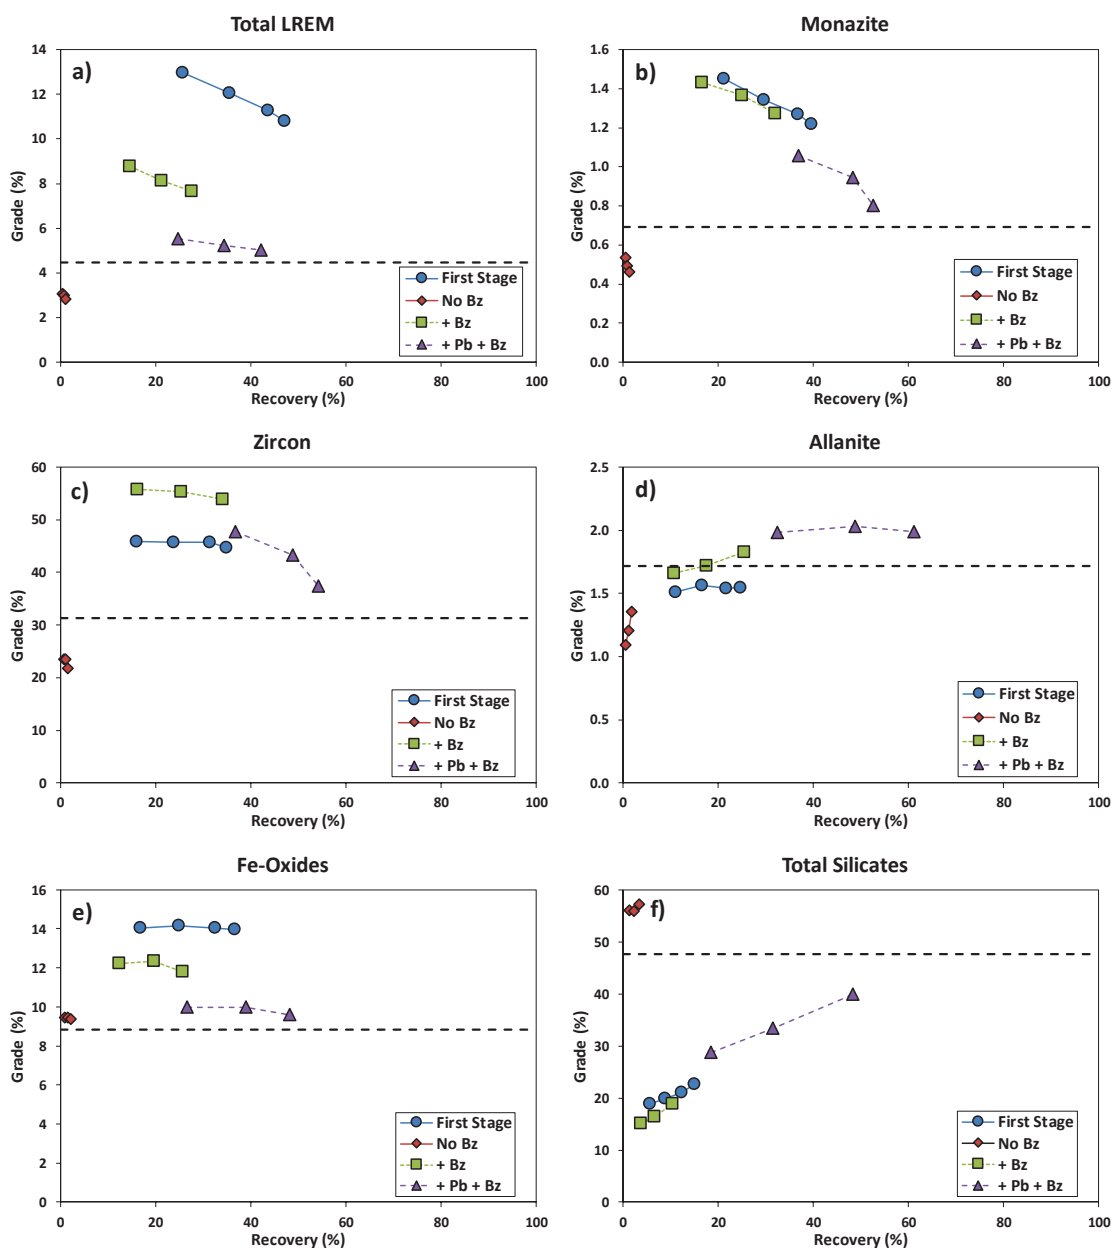 Total LREM
a)
14
12
10
8
6
4
2
0
Grade (%)
0 20 40 60 80 100
Recovery (%)
First Stage
No Bz
+ Bz
+ Pb + Bz
Monazite
b)
1.6
1.4
1.2
1.0
0.8
0.6
0.4
0.2
0.0
Grade (%)
0 20 40 60 80 100
Recovery (%)
First Stage
No Bz
+ Bz
+ Pb + Bz
Zircon
c)
60
50
40
30
20
10
0
Grade (%)
0 20 40 60 80 100
Recovery (%)
First Stage
No Bz
+ Bz
+ Pb + Bz
Allanite
d)
2.5
2.0
1.5
1.0
0.5
0.0
Grade (%)
0 20 40 60 80 100
Recovery (%)
First Stage
No Bz
+ Bz
+ Pb + Bz
Fe-Oxides
e)
16
14
12
10
8
6
4
2
0
Grade (%)
0 20 40 60 80 100
Recovery (%)
First Stage
No Bz
+ Bz
+ Pb + Bz
Total Silicates
f)
60
50
40
30
20
10
0
Grade (%)
0 20 40 60 80 100
Recovery (%)
First Stage
No Bz
+ Bz
+ Pb + Bz